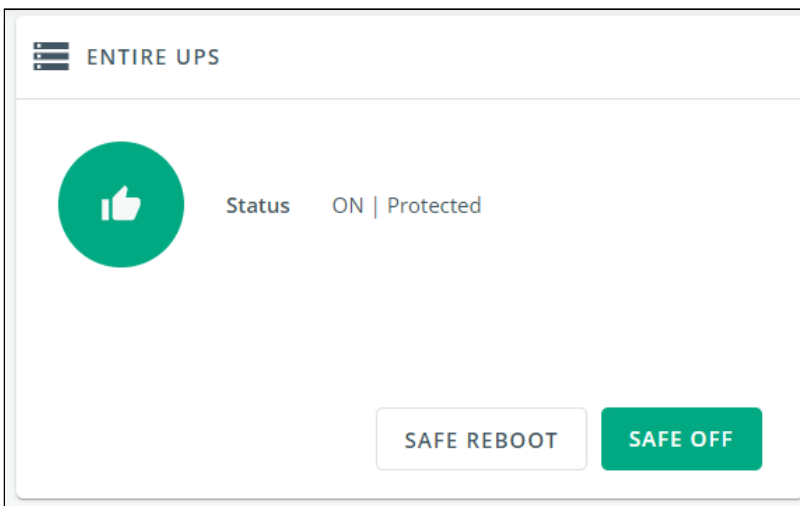 ENTIRE UPS
Status ON | Protected
SAFE REBOOT SAFE OFF